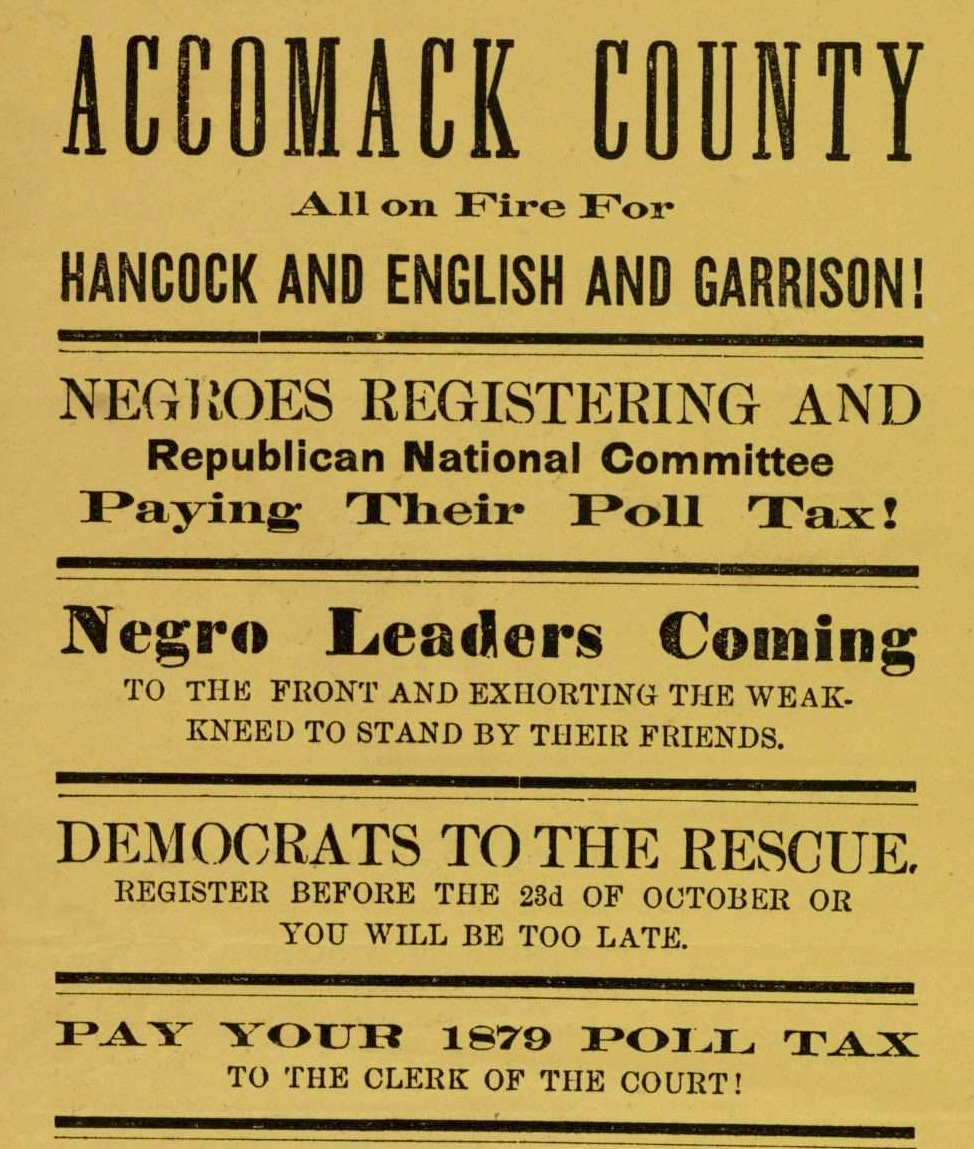 ACCOMACK COUNTY
All on Fire For
HANCOCK AND ENGLISH AND GARRISON!
NEGROES REGISTERING AND
Republican National Committee
Paying Their Poll Tax!
Negro Leaders Coming
TO THE FRONT AND EXHORTING THE WEAK-
KNEED TO STAND BY THEIR FRIENDS.
DEMOCRATS TO THE RESCUE.
REGISTER BEFORE THE 23d OF OCTOBER OR
YOU WILL BE TOO LATE.
PAY YOUR 1879 POLL TAX
TO THE CLERK OF THE COURT!